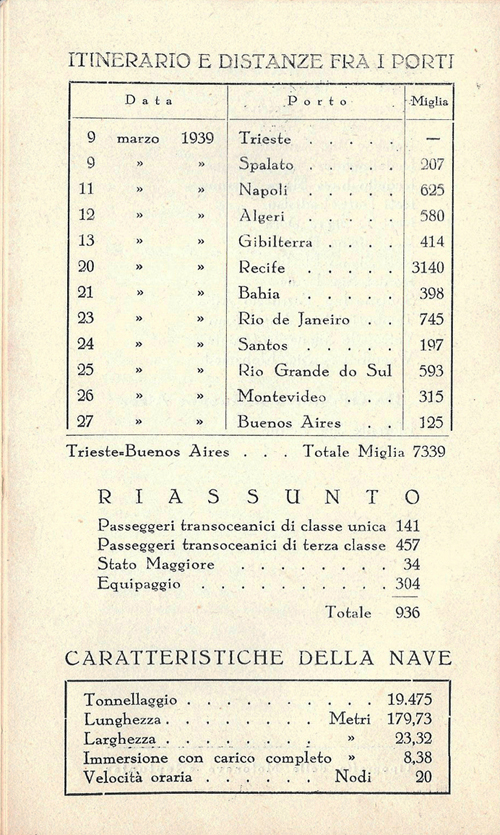 ITINERARIO E DISTANZE FRA I PORTI
Data Porto Miglia
9 marzo 1939 Trieste . . . . . —
9 » » Spalato . . . . . 207
11 » » Napoli . . . . . 625
12 » » Algeri . . . . . 580
13 » » Gibilterra . . . . 414
20 » » Recife . . . . . 3140
21 » » Bahia . . . . . 398
23 » » Rio de Janeiro . . 745
24 » » Santos . . . . . 197
25 » » Rio Grande do Sul 593
26 » » Montevideo . . . 315
27 » » Buenos Aires . . 125
Trieste=Buenos Aires . . . Totale Miglia 7339
RIASSUNTO
Passeggeri transoceanici di classe unica 141
Passeggeri transoceanici di terza classe 457
Stato Maggiore . . . . . . . . 34
Equipaggio . . . . . . . . . . 304
Totale 936
CARATTERISTICHE DELLA NAVE
Tonnellaggio . . . . . . . . . . 19.475
Lunghezza . . . . . . . Metri 179,73
Larghezza . . . . . . . . » 23,32
Immersione con carico completo » 8,38
Velocità oraria . . . . . . Nodi 20